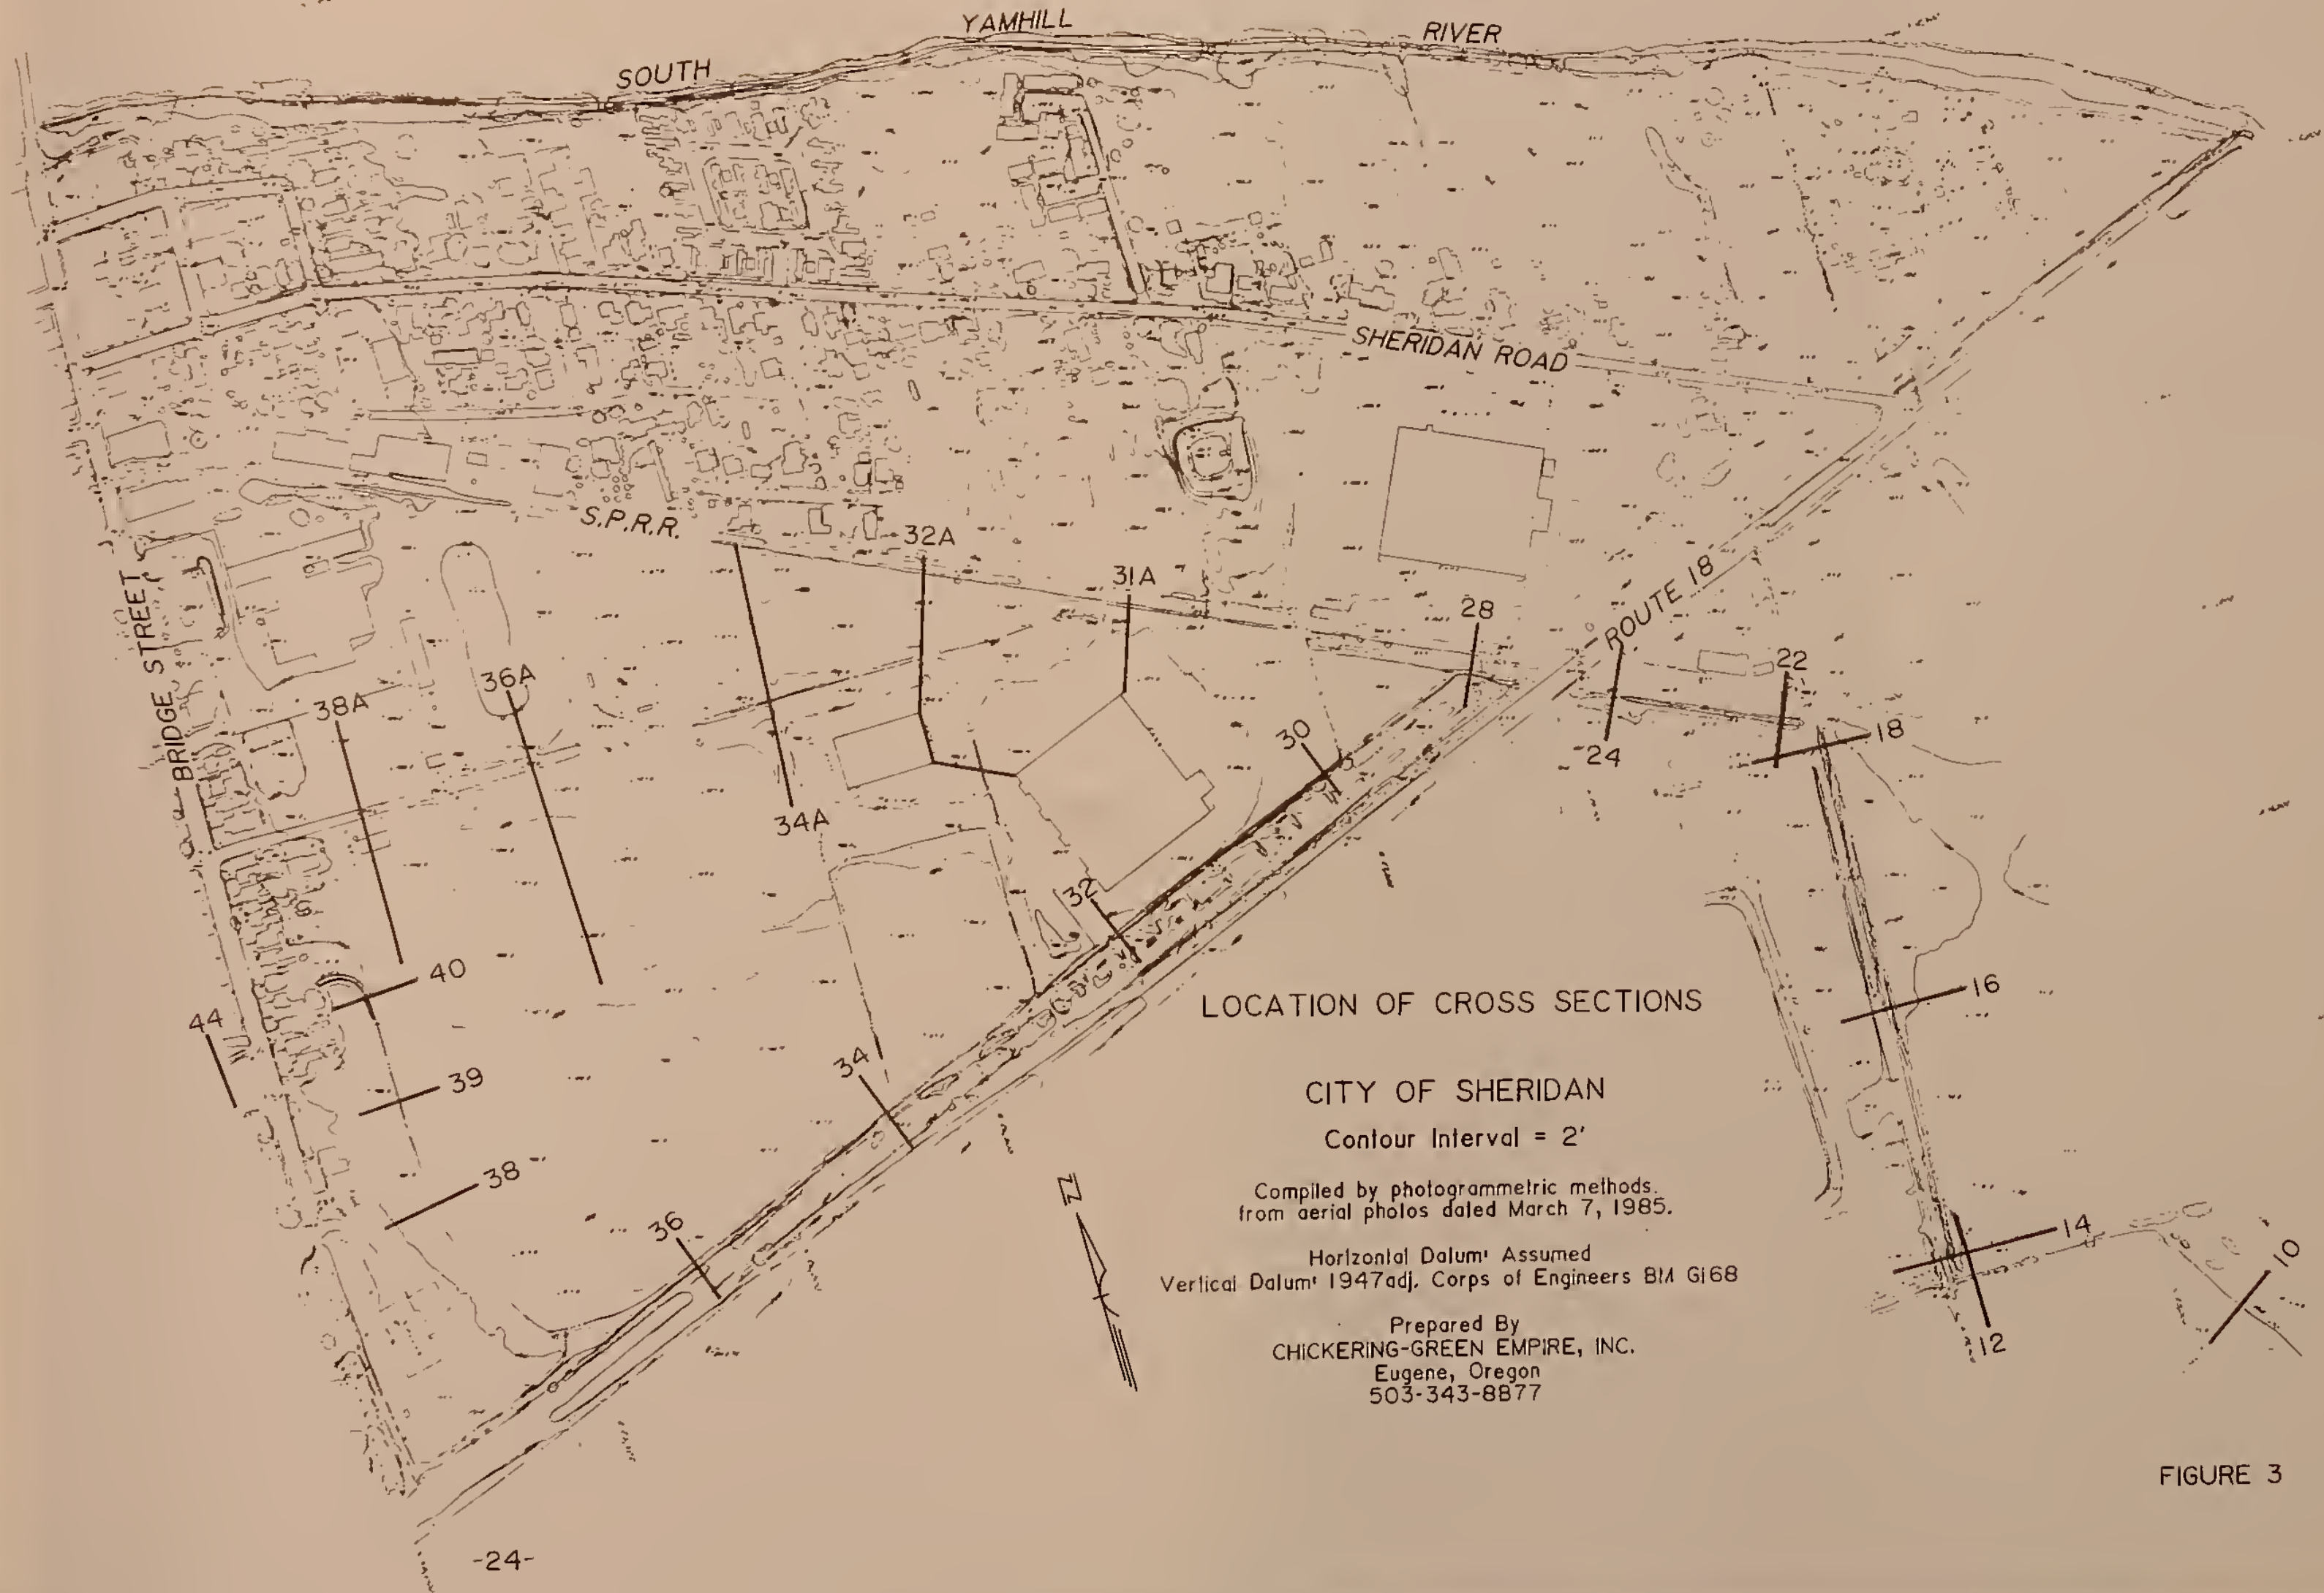 YAMHILL
RIVER
SOUTH
SHERIDAN ROAD
S.P.R.R.
32A
31A
28
ROUTE 18
BRIDGE STREET
22
36A
38A
18
30
24
34A
32
40
16
44
34
39
38
36
14
10
12
LOCATION OF CROSS SECTIONS
CITY OF SHERIDAN
Contour Interval = 2'
Compiled by photogrammetric methods.
from aerial photos dated March 7, 1985.
Horizontal Datum: Assumed
Vertical Datum: 1947adj. Corps of Engineers BM G168
Prepared By
CHICKERING-GREEN EMPIRE, INC.
Eugene, Oregon
503-343-8877
Z
FIGURE 3
-24-